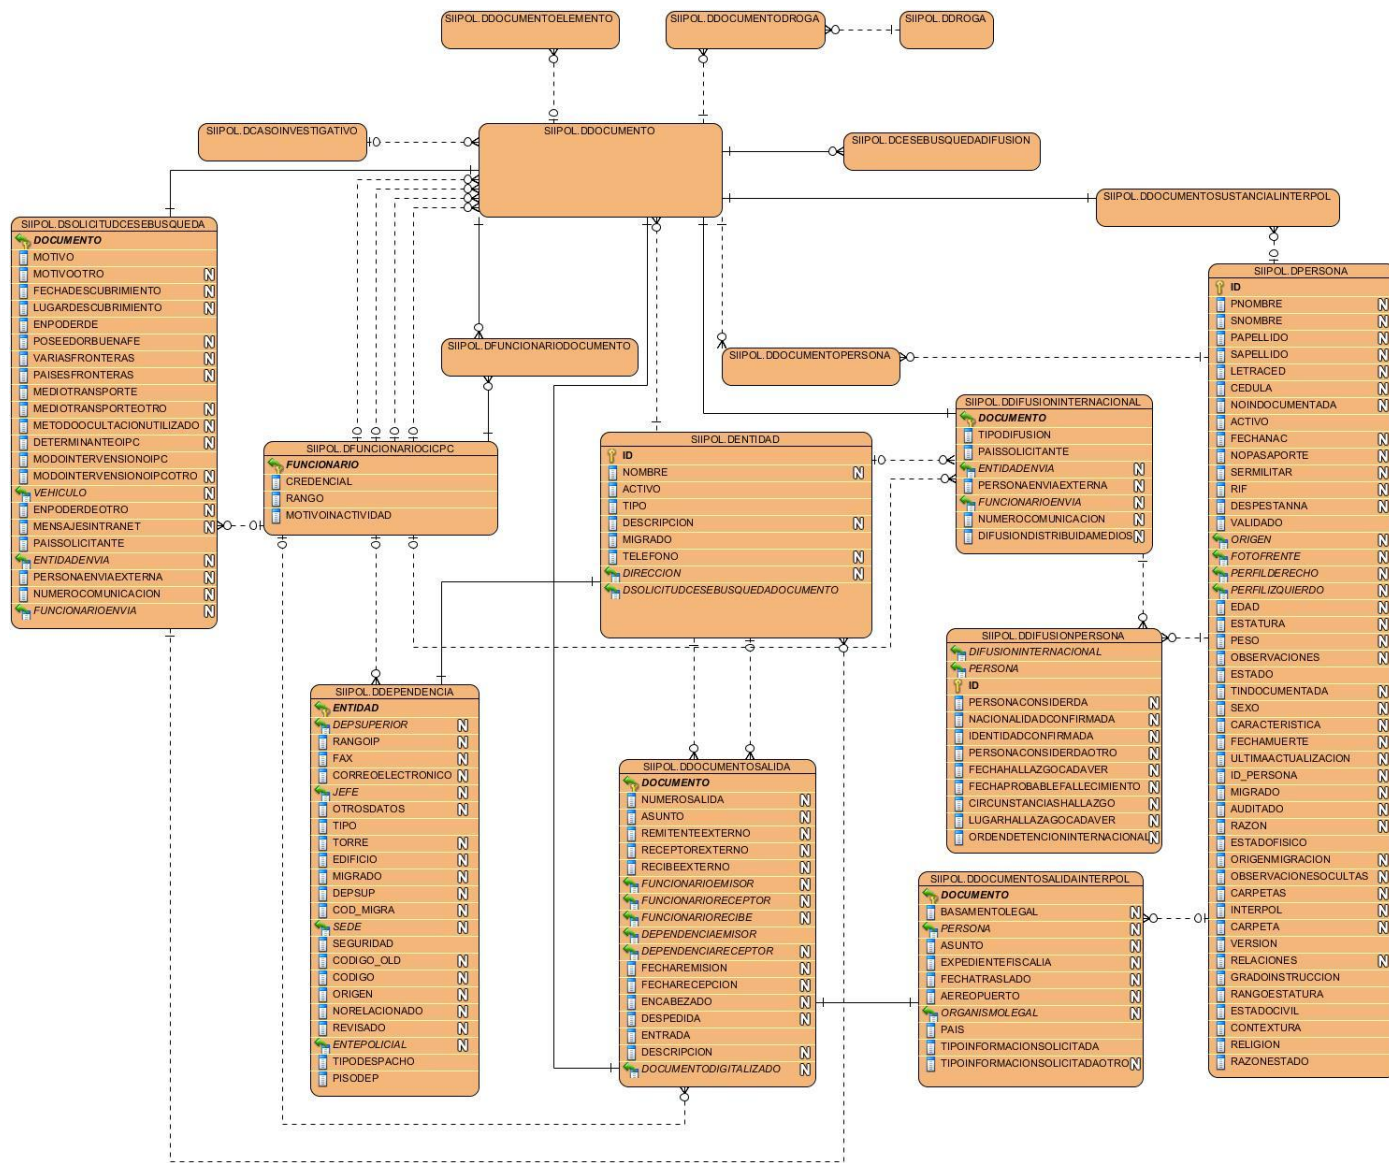 SIIPOL.DDOCUMENTOELEMENTO
SIIPOL.DDOCUMENTODROGA
SIIPOL.DDROGA
SIIPOL.DCASOINVESTIGATIVO
SIIPOL.DDOCUMENTO
SIIPOL.DCESEBUSQUEDADIFUSION
SIIPOL.DDOCUMENTOSUSTANCIALINTERPOL
SIIPOL.DSOLICITUDCESEBUSQUEDA
DOCUMENTO
MOTIVO
MOTIVOOTRO N
FECHADESCUBRIMIENTO N
LUGARDESCUBRIMIENTO N
ENPODERDE
POSEEDORBUENAFE N
VARIASFRONTERAS N
PAISESFRONTERAS N
MEDIOTRANSPORTE
MEDIOTRANSPORTEOTRO N
METODOOCULTACIONUTILIZADO N
DETERMINANTEOIPC N
MODOINTERVENSIONOIPC
MODOINTERVENSIONOIPCOTRO N
VEHICULO N
ENPODERDEOTRO N
MENSAJESINTRANET N
PAISSOLICITANTE
ENTIDADENVIA N
PERSONAENVIAEXTERNA N
NUMEROCOMUNICACION N
FUNCIONARIOENVIA N
SIIPOL.DFUNCIONARIODOCUMENTO
SIIPOL.DDOCUMENTOPERSONA
SIIPOL.DFUNCIONARIOCICPC
FUNCIONARIO
CREDENCIAL
RANGO
MOTIVOINACTIVIDAD
SIIPOL.DENTIDAD
ID
NOMBRE N
ACTIVO
TIPO
DESCRIPCION N
MIGRADO
TELEFONO N
DIRECCION N
DSOLICITUDCESEBUSQUEDADOCUMENTO
SIIPOL.DDIFUSIONINTERNACIONAL
DOCUMENTO
TIPODIFUSION
PAISSOLICITANTE
ENTIDADENVIA N
PERSONAENVIAEXTERNA N
FUNCIONARIOENVIA N
NUMEROCOMUNICACION N
DIFUSIONDISTRIBUIDAMEDIOS N
SIIPOL.DPERSONA
ID
PNOMBRE N
SNOMBRE N
PAPELLIDO N
SAPELLIDO N
LETRACED N
CEDULA N
NOINDOCUMENTADA N
ACTIVO
FECHANAC N
NOPASAPORTE N
SERMILITAR N
RIF N
DESPESTANNA N
VALIDADO
ORIGEN N
FOTOFRENTE N
PERFILDERECHO N
PERFILIZQUIERDO N
EDAD N
ESTATURA N
PESO N
OBSERVACIONES N
ESTADO
TINDOCUMENTADA N
SEXO N
CARACTERISTICA N
FECHAMUERTE N
ULTIMAACTUALIZACION N
ID_PERSONA N
MIGRADO N
AUDITADO N
RAZON N
ESTADOFISICO
ORIGENMIGRACION N
OBSERVACIONESOCULTAS N
CARPETAS N
INTERPOL N
CARPETA N
VERSION
RELACIONES N
GRADOINSTRUCCION
RANGOESTATURA
ESTADOCIVIL
CONTEXTURA
RELIGION
RAZONESTADO
SIIPOL.DDIFUSIONPERSONA
DIFUSIONINTERNACIONAL
PERSONA
ID
PERSONACONSIDERDA N
NACIONALIDADCONFIRMADA N
IDENTIDADCONFIRMADA N
PERSONACONSIDERDAOTRO N
FECHAHALLAZGOCADAVER N
FECHAPROBABLEFALLECIMIENTO N
CIRCUNSTANCIASHALLAZGO N
LUGARHALLAZAGOCADAVER N
ORDENDETENCIONINTERNACIONAL N
SIIPOL.DDEPENDENCIA
ENTIDAD
DEPSUPERIOR N
RANGOIP N
FAX N
CORREOELECTRONICO N
JEFE N
OTROSDATOS N
TIPO
TORRE N
EDIFICIO N
MIGRADO N
DEPSUP N
COD_MIGRA N
SEDE N
SEGURIDAD
CODIGO_OLD N
CODIGO N
ORIGEN N
NORELACIONADO N
REVISADO N
ENTEPOLICIAL N
TIPODESPACHO
PISODEP
SIIPOL.DDOCUMENTOSALIDA
DOCUMENTO
NUMEROSALIDA N
ASUNTO N
REMITENTEEXTERNO N
RECEPTOREXTERNO N
RECIBEEXTERNO N
FUNCIONARIOEMISOR N
FUNCIONARIORECEPTOR N
FUNCIONARIORECIBE N
DEPENDENCIAEMISOR
DEPENDENCIARECEPTOR N
FECHAREMISION N
FECHARECEPCION N
ENCABEZADO N
DESPEDIDA N
ENTRADA
DESCRIPCION N
DOCUMENTODIGITALIZADO N
SIIPOL.DDOCUMENTOSALIDAINTERPOL
DOCUMENTO
BASAMENTOLEGAL N
PERSONA N
ASUNTO N
EXPEDIENTEFISCALIA N
FECHATRASLADO N
AEREOPUERTO N
ORGANISMOLEGAL N
PAIS
TIPOINFORMACIONSOLICITADA
TIPOINFORMACIONSOLICITADAOTRO N